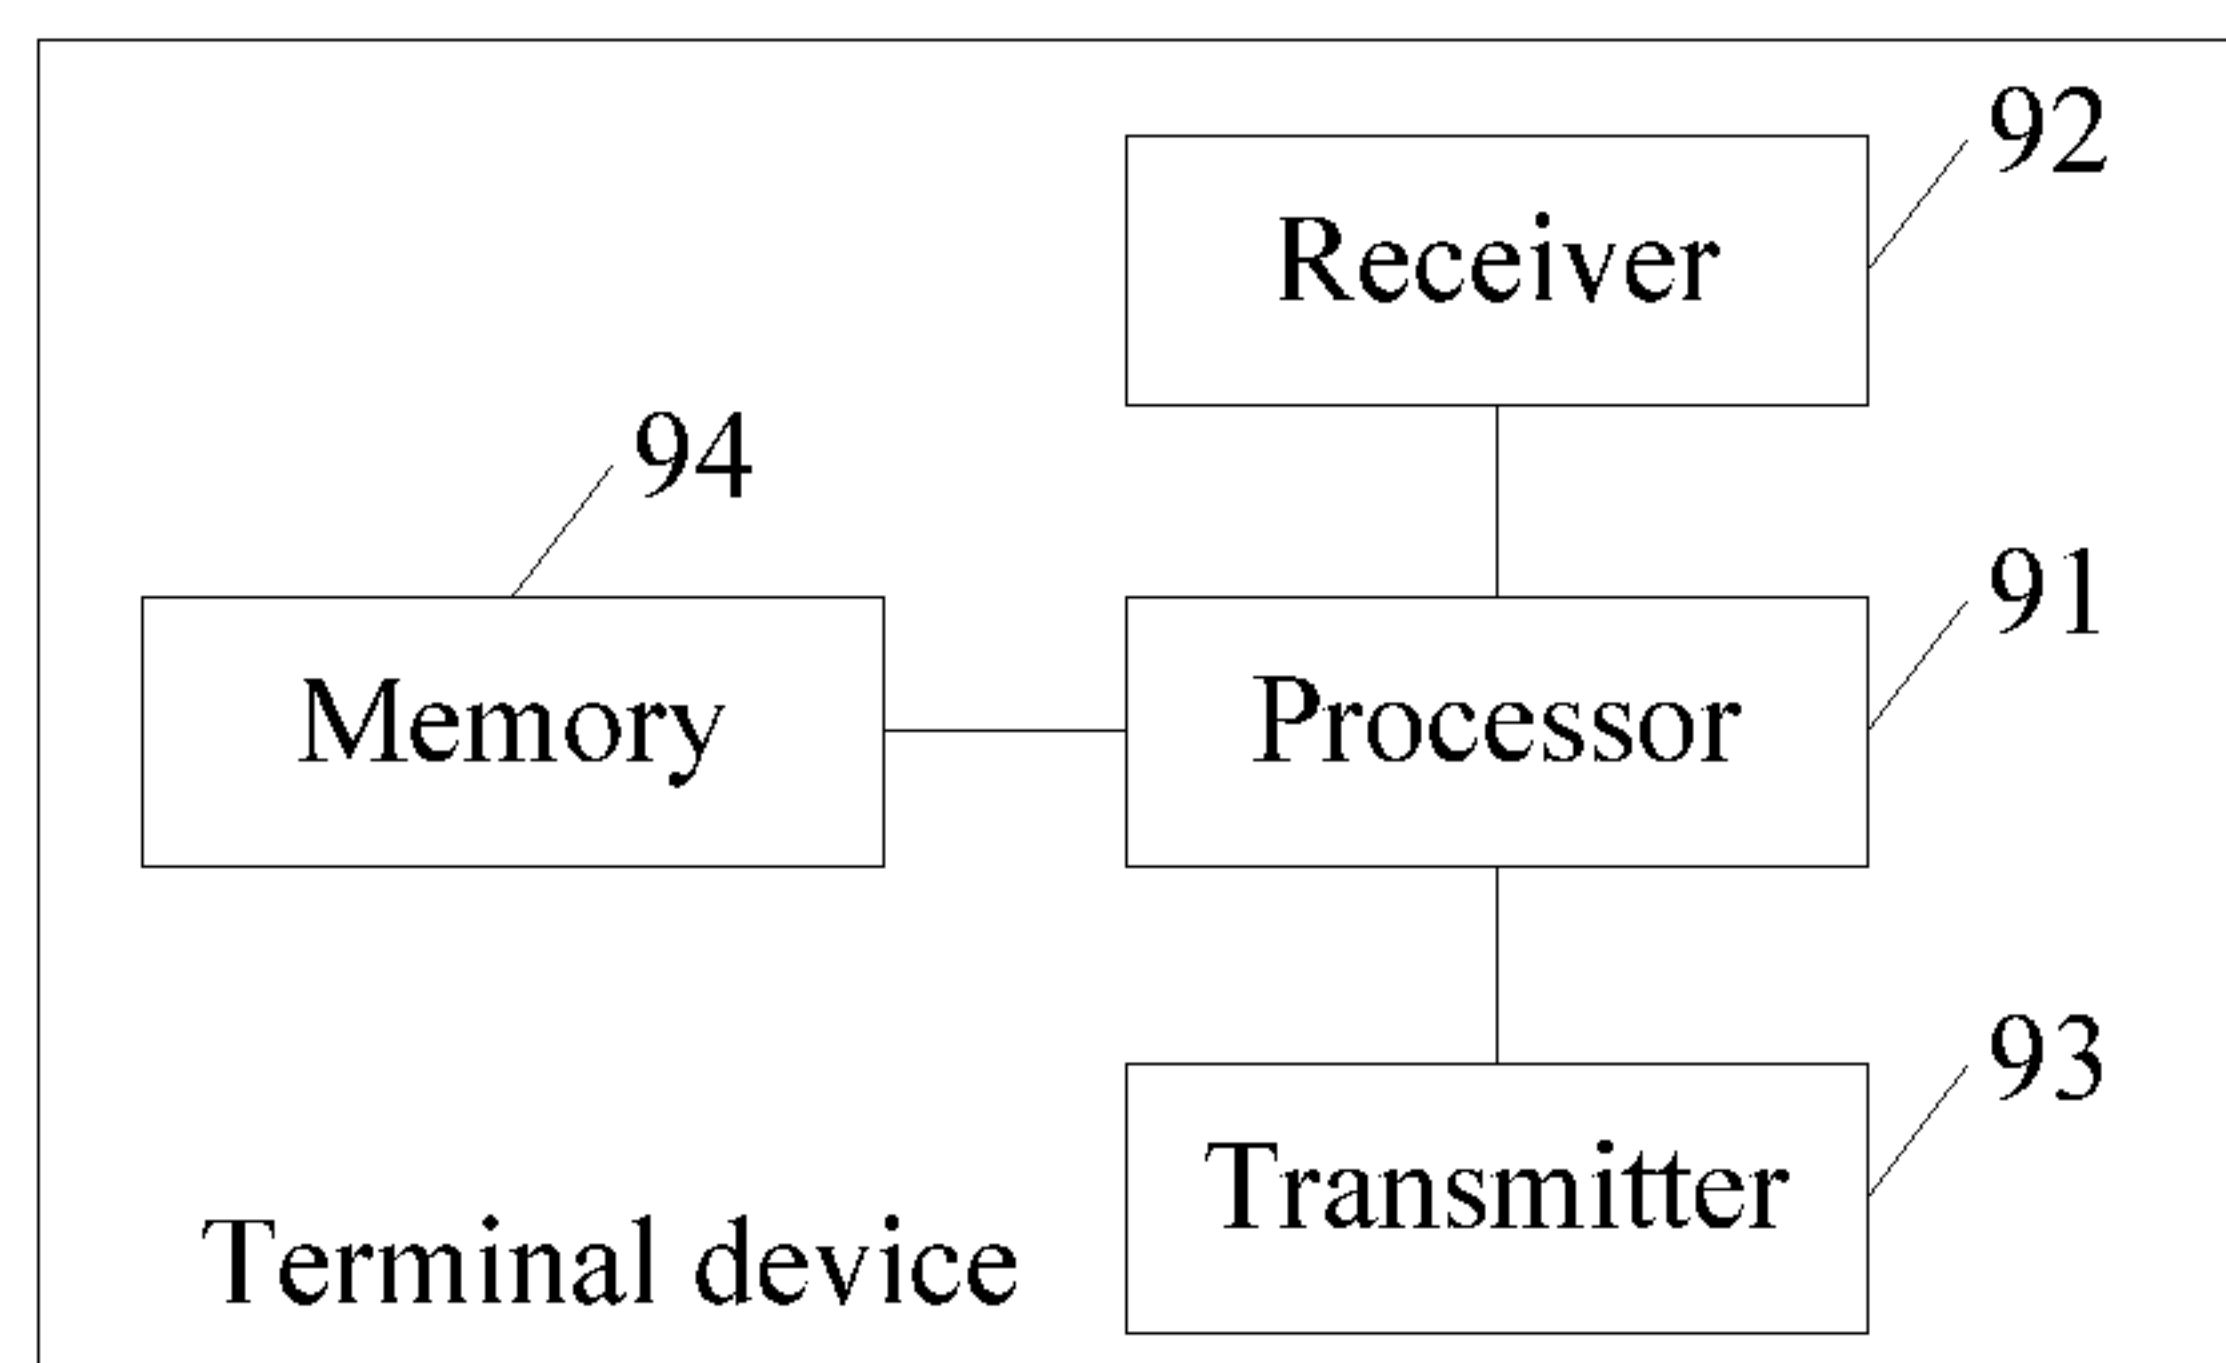 92
Receiver
94
91
Memory
Processor
93
Transmitter
Terminal device